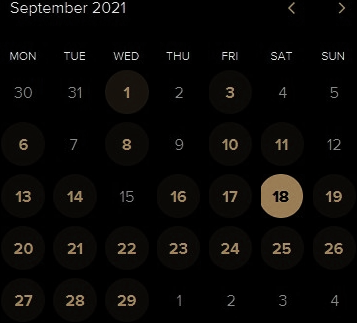 September 2021
MON TUE WED THU FRI SAT SUN
30 31 1 2 3 4 5
6 7 8 9 10 11 12
13 14 15 16 17 18 19
20 21 22 23 24 25 26
27 28 29 1 2 3 4